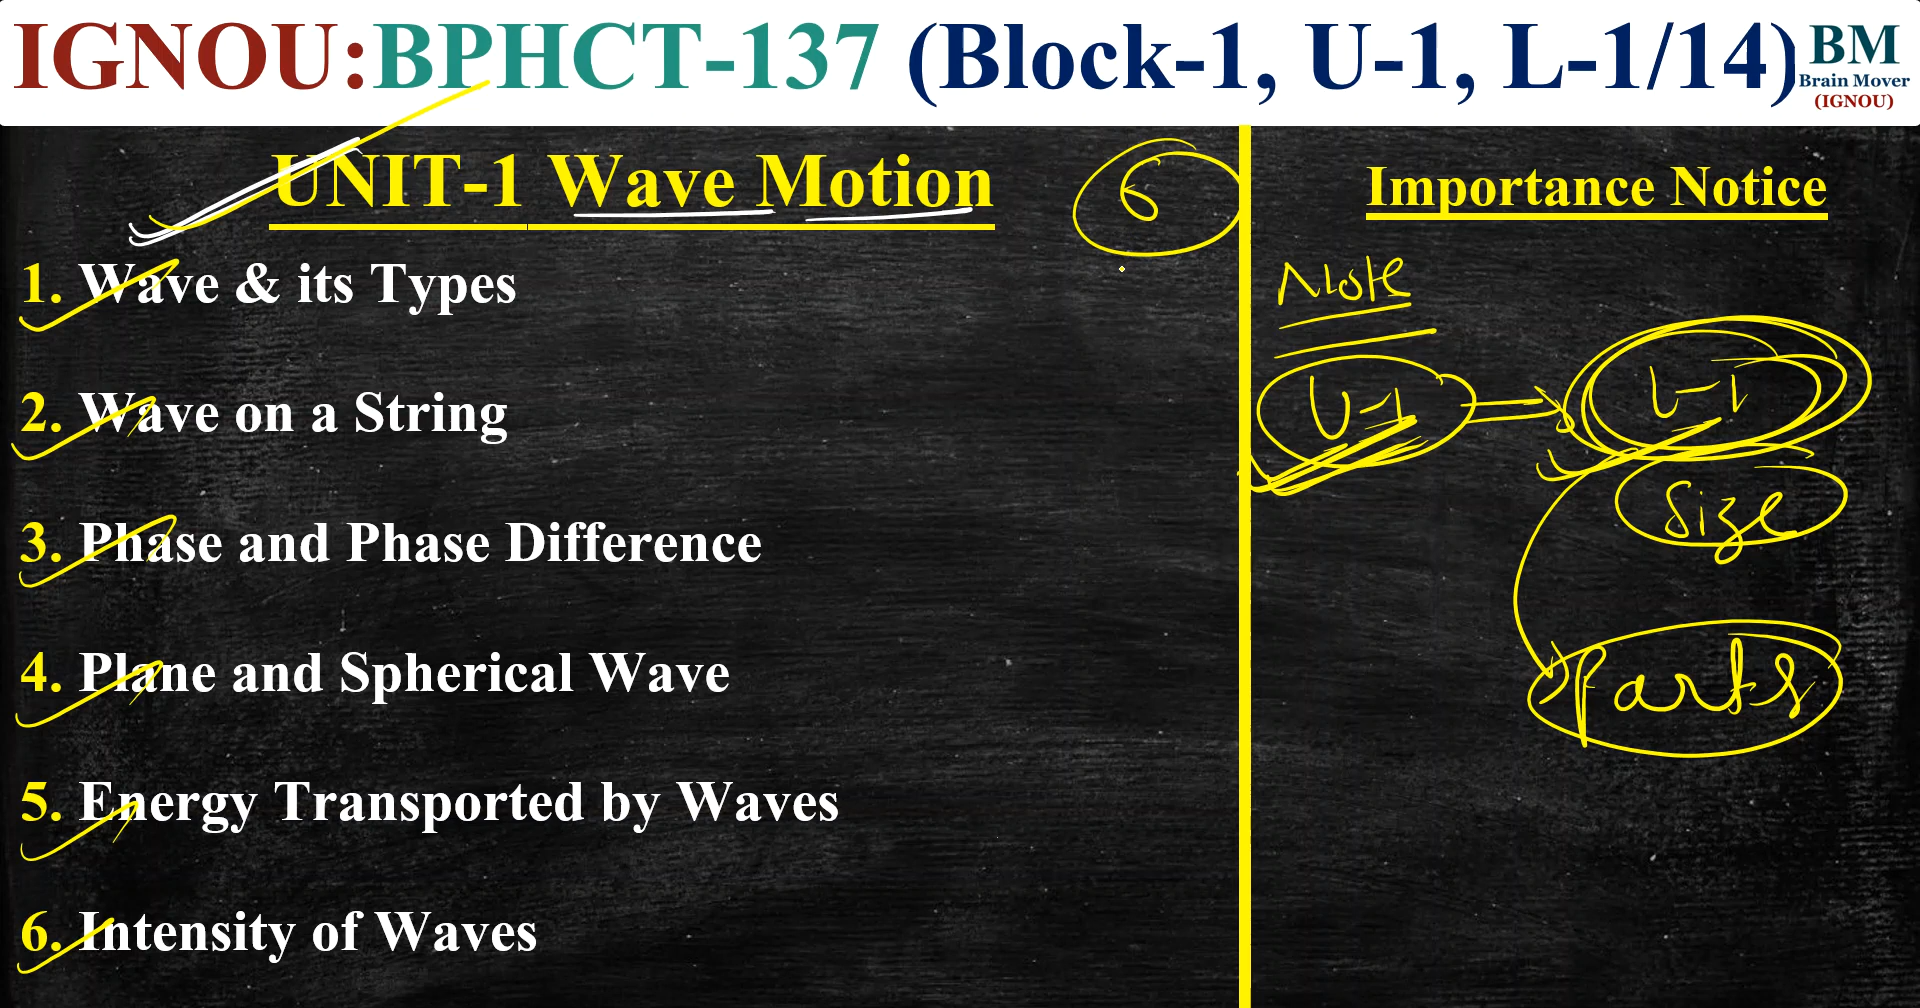 IGNOU:BPHCT-137 (Block-1, U-1, L-1/14)
BM
Brain Mover
(IGNOU)
UNIT-1 Wave Motion
6
1. Wave & its Types
2. Wave on a String
3. Phase and Phase Difference
4. Plane and Spherical Wave
5. Energy Transported by Waves
6. Intensity of Waves
Importance Notice
Note
U-1
L-1
Size
Parts